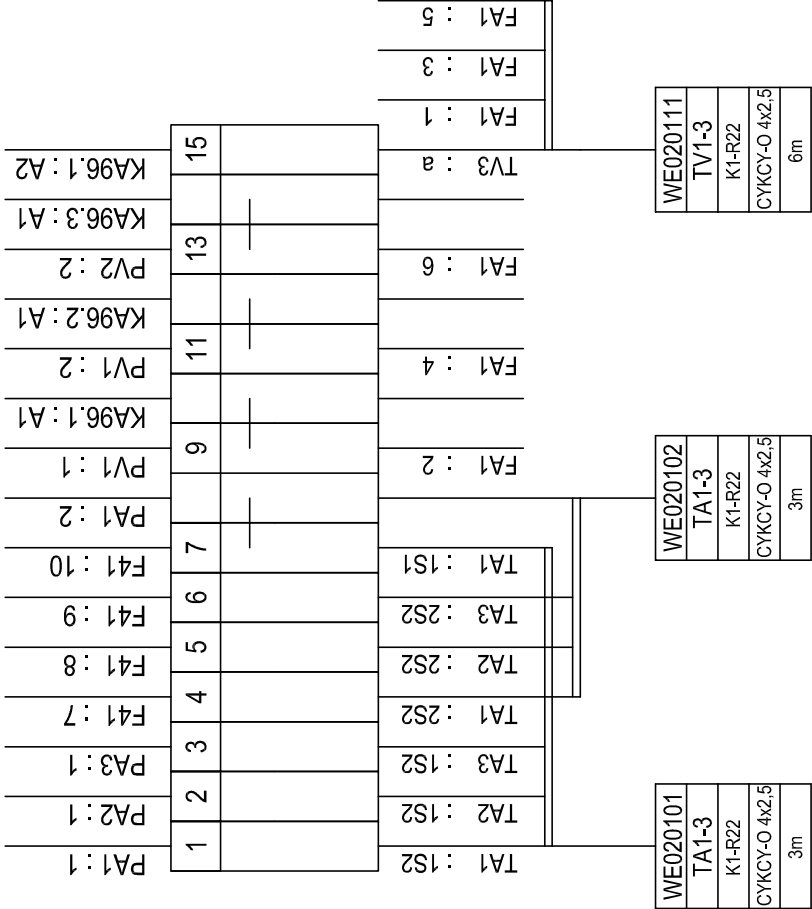 FA1 : 5
FA1 : 3
FA1 : 1
KA96.1 : A2
15
TV3 : a
KA96.3 : A1
PV2 : 2
13
FA1 : 6
KA96.2 : A1
PV1 : 2
11
FA1 : 4
KA96.1 : A1
PV1 : 1
9
FA1 : 2
PA1 : 2
F41 : 10
7
TA1 : 1S1
F41 : 9
6
TA3 : 2S2
F41 : 8
5
TA2 : 2S2
F41 : 7
4
TA1 : 2S2
PA3 : 1
3
TA3 : 1S2
PA2 : 1
2
TA2 : 1S2
PA1 : 1
1
TA1 : 1S2
WE020111
TV1-3
K1-R22
CYKCY-O 4x2,5
6m
WE020102
TA1-3
K1-R22
CYKCY-O 4x2,5
3m
WE020101
TA1-3
K1-R22
CYKCY-O 4x2,5
3m